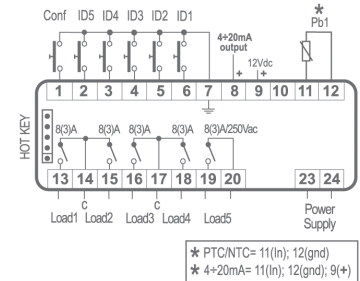 Conf ID5 ID4 ID3 ID2 ID1
*
Pb1
4÷20mA
output
12Vdc
+ +
1 2 3 4 5 6 7 8 9 10 11 12
HOT KEY
8(3)A 8(3)A 8(3)A 8(3)A 8(3)A/250Vac
13 14 15 16 17 18 19 20 23 24
C C
Load1 Load2 Load3 Load4 Load5
Power
Supply
* PTC/NTC= 11(In); 12(gnd)
* 4÷20mA= 11(In); 12(gnd); 9(+)